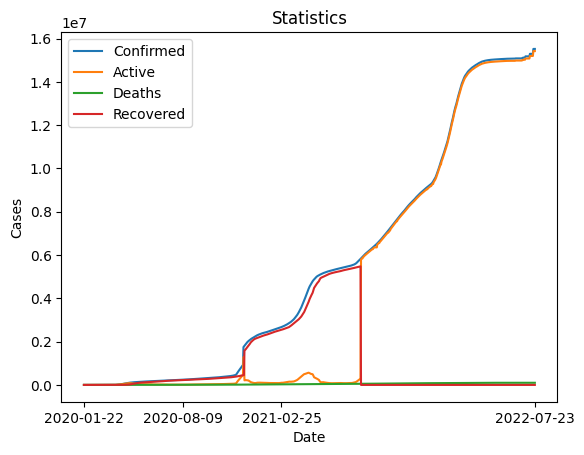 Statistics
1e7
Confirmed
Active
Deaths
Recovered
1.6
1.4
1.2
1.0
0.8
0.6
0.4
0.2
0.0
Cases
2020-01-22 2020-08-09 2021-02-25 2022-07-23
Date